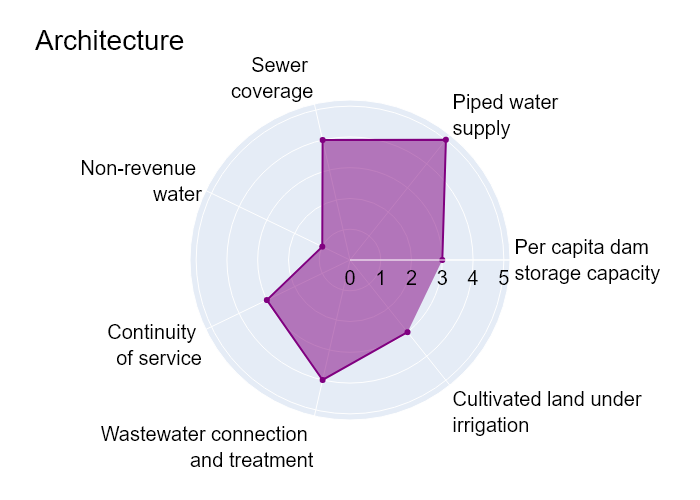 Architecture
Sewer
coverage
Piped water
supply
Non-revenue
water
Per capita dam
storage capacity
0 1 2 3 4 5
Continuity
of service
Cultivated land under
irrigation
Wastewater connection
and treatment